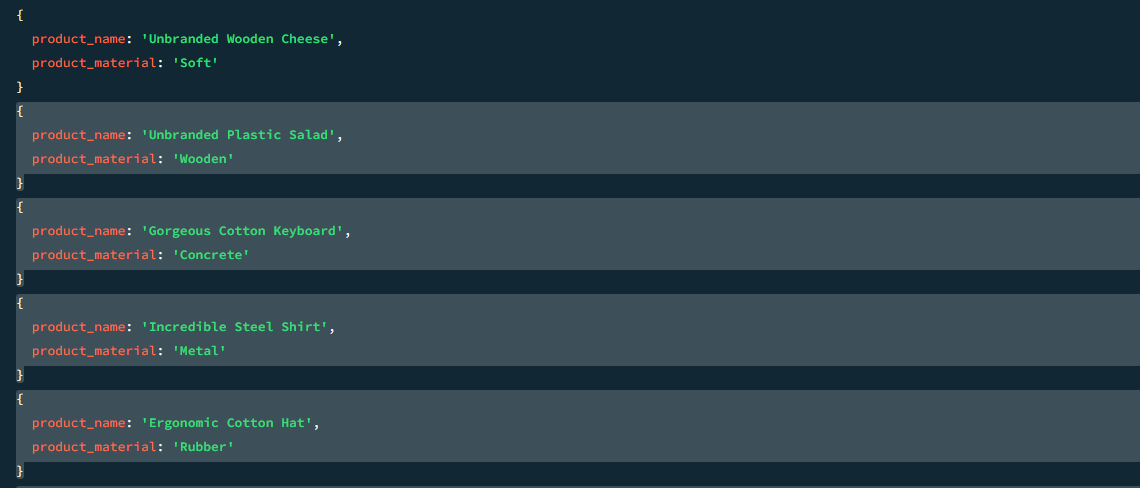 {
  product_name: 'Unbranded Wooden Cheese',
  product_material: 'Soft'
}
{
  product_name: 'Unbranded Plastic Salad',
  product_material: 'Wooden'
}
{
  product_name: 'Gorgeous Cotton Keyboard',
  product_material: 'Concrete'
}
{
  product_name: 'Incredible Steel Shirt',
  product_material: 'Metal'
}
{
  product_name: 'Ergonomic Cotton Hat',
  product_material: 'Rubber'
}